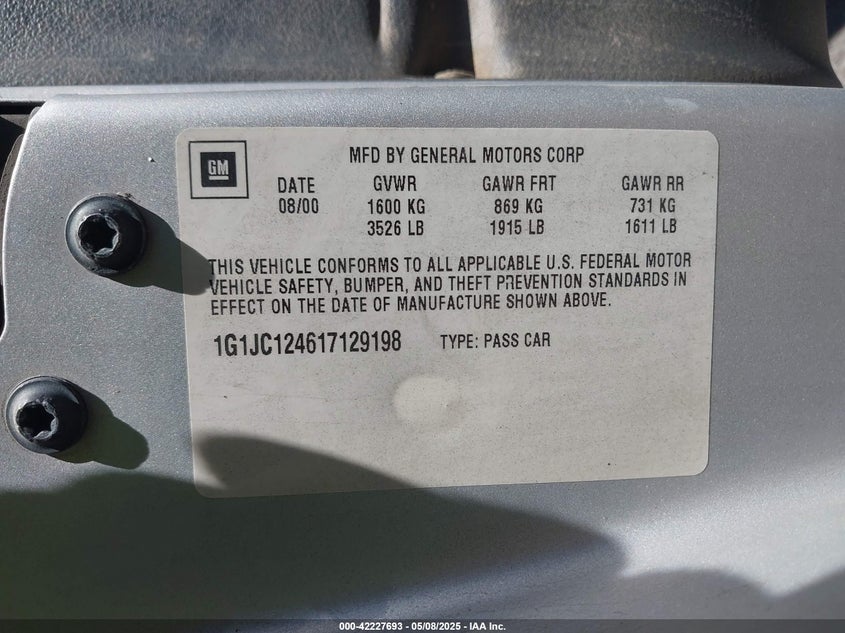 GM
MFD BY GENERAL MOTORS CORP
DATE GVWR GAWR FRT GAWR RR
08/00 1600 KG 869 KG 731 KG
3526 LB 1915 LB 1611 LB
THIS VEHICLE CONFORMS TO ALL APPLICABLE U.S. FEDERAL MOTOR
VEHICLE SAFETY, BUMPER, AND THEFT PREVENTION STANDARDS IN
EFFECT ON THE DATE OF MANUFACTURE SHOWN ABOVE.
1G1JC124617129198 TYPE: PASS CAR
000-42227693 - 05/08/2025 - IAA Inc.